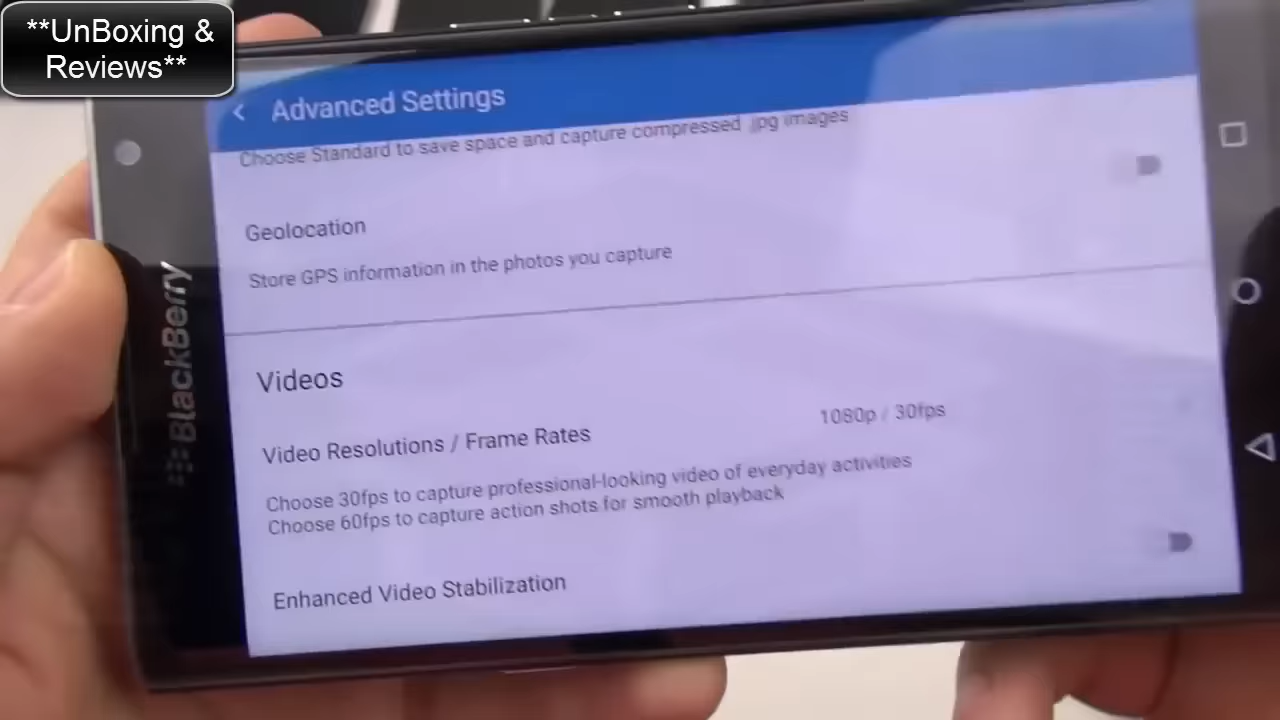 **UnBoxing &
Reviews**
Advanced Settings
Choose Standard to save space and capture compressed .jpg images
Geolocation
Store GPS information in the photos you capture
Videos
Video Resolutions / Frame Rates
1080p / 30fps
Choose 30fps to capture professional-looking video of everyday activities
Choose 60fps to capture action shots for smooth playback
Enhanced Video Stabilization
BlackBerry